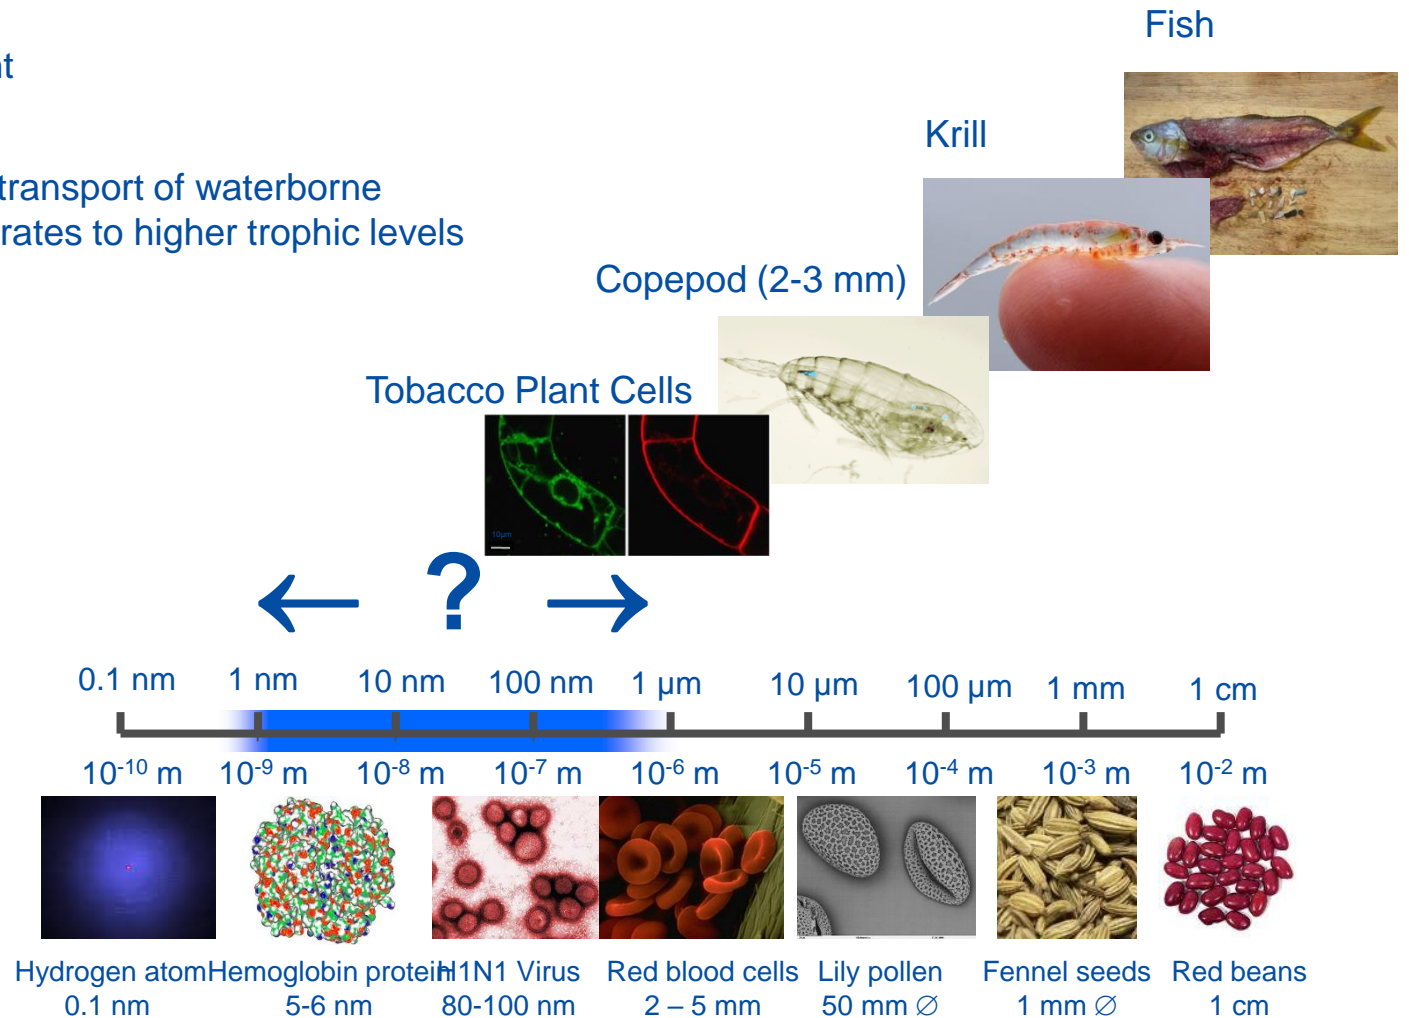 Fish
nt
Krill
transport of waterborne
rates to higher trophic levels
Copepod (2-3 mm)
Tobacco Plant Cells
10µm
← ? →
0.1 nm 1 nm 10 nm 100 nm 1 µm 10 µm 100 µm 1 mm 1 cm
10-10 m 10-9 m 10-8 m 10-7 m 10-6 m 10-5 m 10-4 m 10-3 m 10-2 m
Hydrogen atom Hemoglobin protein H1N1 Virus Red blood cells Lily pollen Fennel seeds Red beans
0.1 nm 5-6 nm 80-100 nm 2 – 5 mm 50 mm ∅ 1 mm ∅ 1 cm